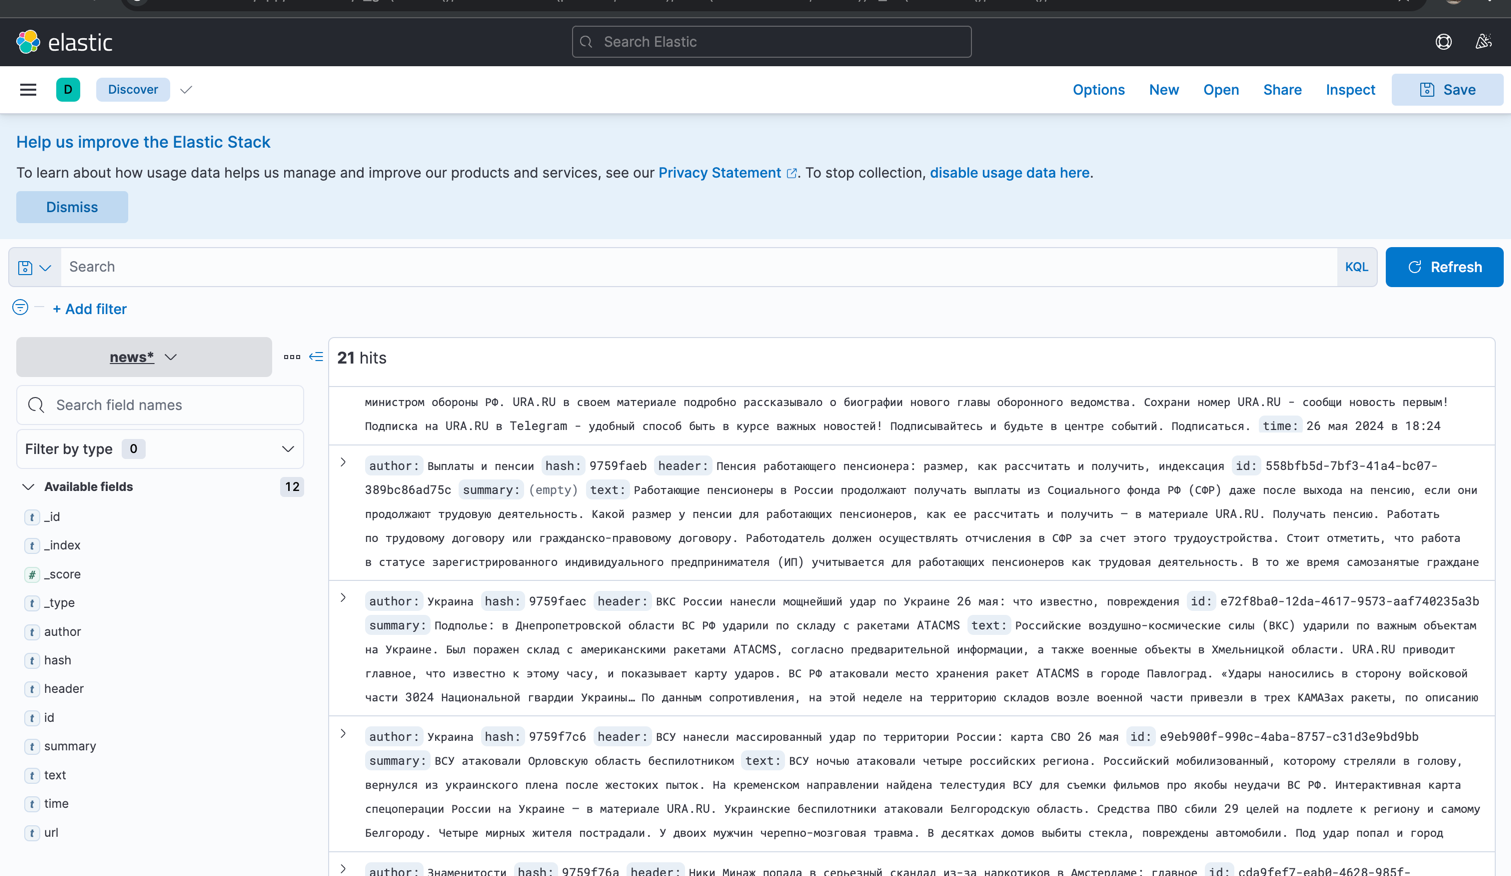 elastic
Search Elastic
D
Discover
Options
New
Open
Share
Inspect
Save
Help us improve the Elastic Stack
To learn about how usage data helps us manage and improve our products and services, see our Privacy Statement. To stop collection, disable usage data here.
Dismiss
Search
KQL
Refresh
+ Add filter
news*
21 hits
Search field names
Filter by type 0
Available fields 12
t _id
t _index
# _score
t _type
t author
t hash
t header
t id
t summary
t text
t time
t url
министром обороны РФ. URA.RU в своем материале подробно рассказывало о биографии нового главы оборонного ведомства. Сохрани номер URA.RU - сообщи новость первым!
Подписка на URA.RU в Telegram - удобный способ быть в курсе важных новостей! Подписывайтесь и будьте в центре событий. Подписаться. time: 26 мая 2024 в 18:24
author: Выплаты и пенсии hash: 9759faeb header: Пенсия работающего пенсионера: размер, как рассчитать и получить, индексация id: 558bfb5d-7bf3-41a4-bc07-
389bc86ad75c summary: (empty) text: Работающие пенсионеры в России продолжают получать выплаты из Социального фонда РФ (СФР) даже после выхода на пенсию, если они
продолжают трудовую деятельность. Какой размер у пенсии для работающих пенсионеров, как ее рассчитать и получить — в материале URA.RU. Получать пенсию. Работать
по трудовому договору или гражданско-правовому договору. Работодатель должен осуществлять отчисления в СФР за счет этого трудоустройства. Стоит отметить, что работа
в статусе зарегистрированного индивидуального предпринимателя (ИП) учитывается для работающих пенсионеров как трудовая деятельность. В то же время самозанятые граждане
author: Украина hash: 9759faec header: ВКС России нанесли мощнейший удар по Украине 26 мая: что известно, повреждения id: e72f8ba0-12da-4617-9573-aaf740235a3b
summary: Подполье: в Днепропетровской области ВС РФ ударили по складу с ракетами ATACMS text: Российские воздушно-космические силы (ВКС) ударили по важным объектам
на Украине. Был поражен склад с американскими ракетами ATACMS, согласно предварительной информации, а также военные объекты в Хмельницкой области. URA.RU приводит
главное, что известно к этому часу, и показывает карту ударов. ВС РФ атаковали место хранения ракет ATACMS в городе Павлоград. «Удары наносились в сторону войсковой
части 3024 Национальной гвардии Украины… По данным сопротивления, на этой неделе на территорию складов возле военной части привезли в трех КАМАЗах ракеты, по описанию
author: Украина hash: 9759f7c6 header: ВСУ нанесли массированный удар по территории России: карта СВО 26 мая id: e9eb900f-990c-4aba-8757-c31d3e9bd9bb
summary: ВСУ атаковали Орловскую область беспилотником text: ВСУ ночью атаковали четыре российских региона. Российский мобилизованный, которому стреляли в голову,
вернулся из украинского плена после жестоких пыток. На кременском направлении найдена телестудия ВСУ для съемки фильмов про якобы неудачи ВС РФ. Интерактивная карта
спецоперации России на Украине — в материале URA.RU. Украинские беспилотники атаковали Белгородскую область. Средства ПВО сбили 29 целей на подлете к региону и самому
Белгороду. Четыре мирных жителя пострадали. У двух мужчин черепно-мозговая травма. В десятках домов выбиты стекла, повреждены автомобили. Под удар попал и город
author: Знаменитости hash: 9759f76a header: Ники Минаж попала в серьезный скандал из-за наркотиков в Амстердаме: главное id: cda9fef7-eab0-4628-985f-